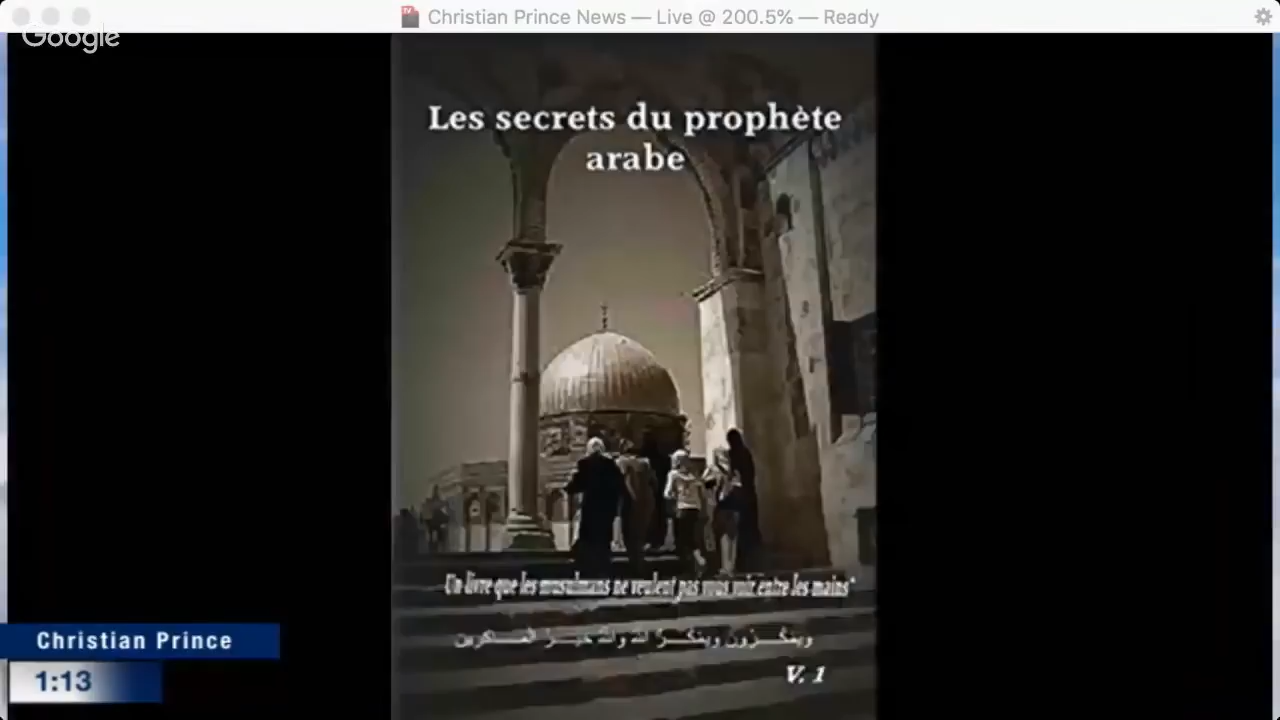 Christian Prince News — Live @ 200.5% — Ready
Google
Les secrets du prophète
arabe
Un livre que les musulmans ne veulent pas vous voir entre les mains"
ويمكرون ويمكر الله والله خير الماكرين
V. 1
Christian Prince
1:13